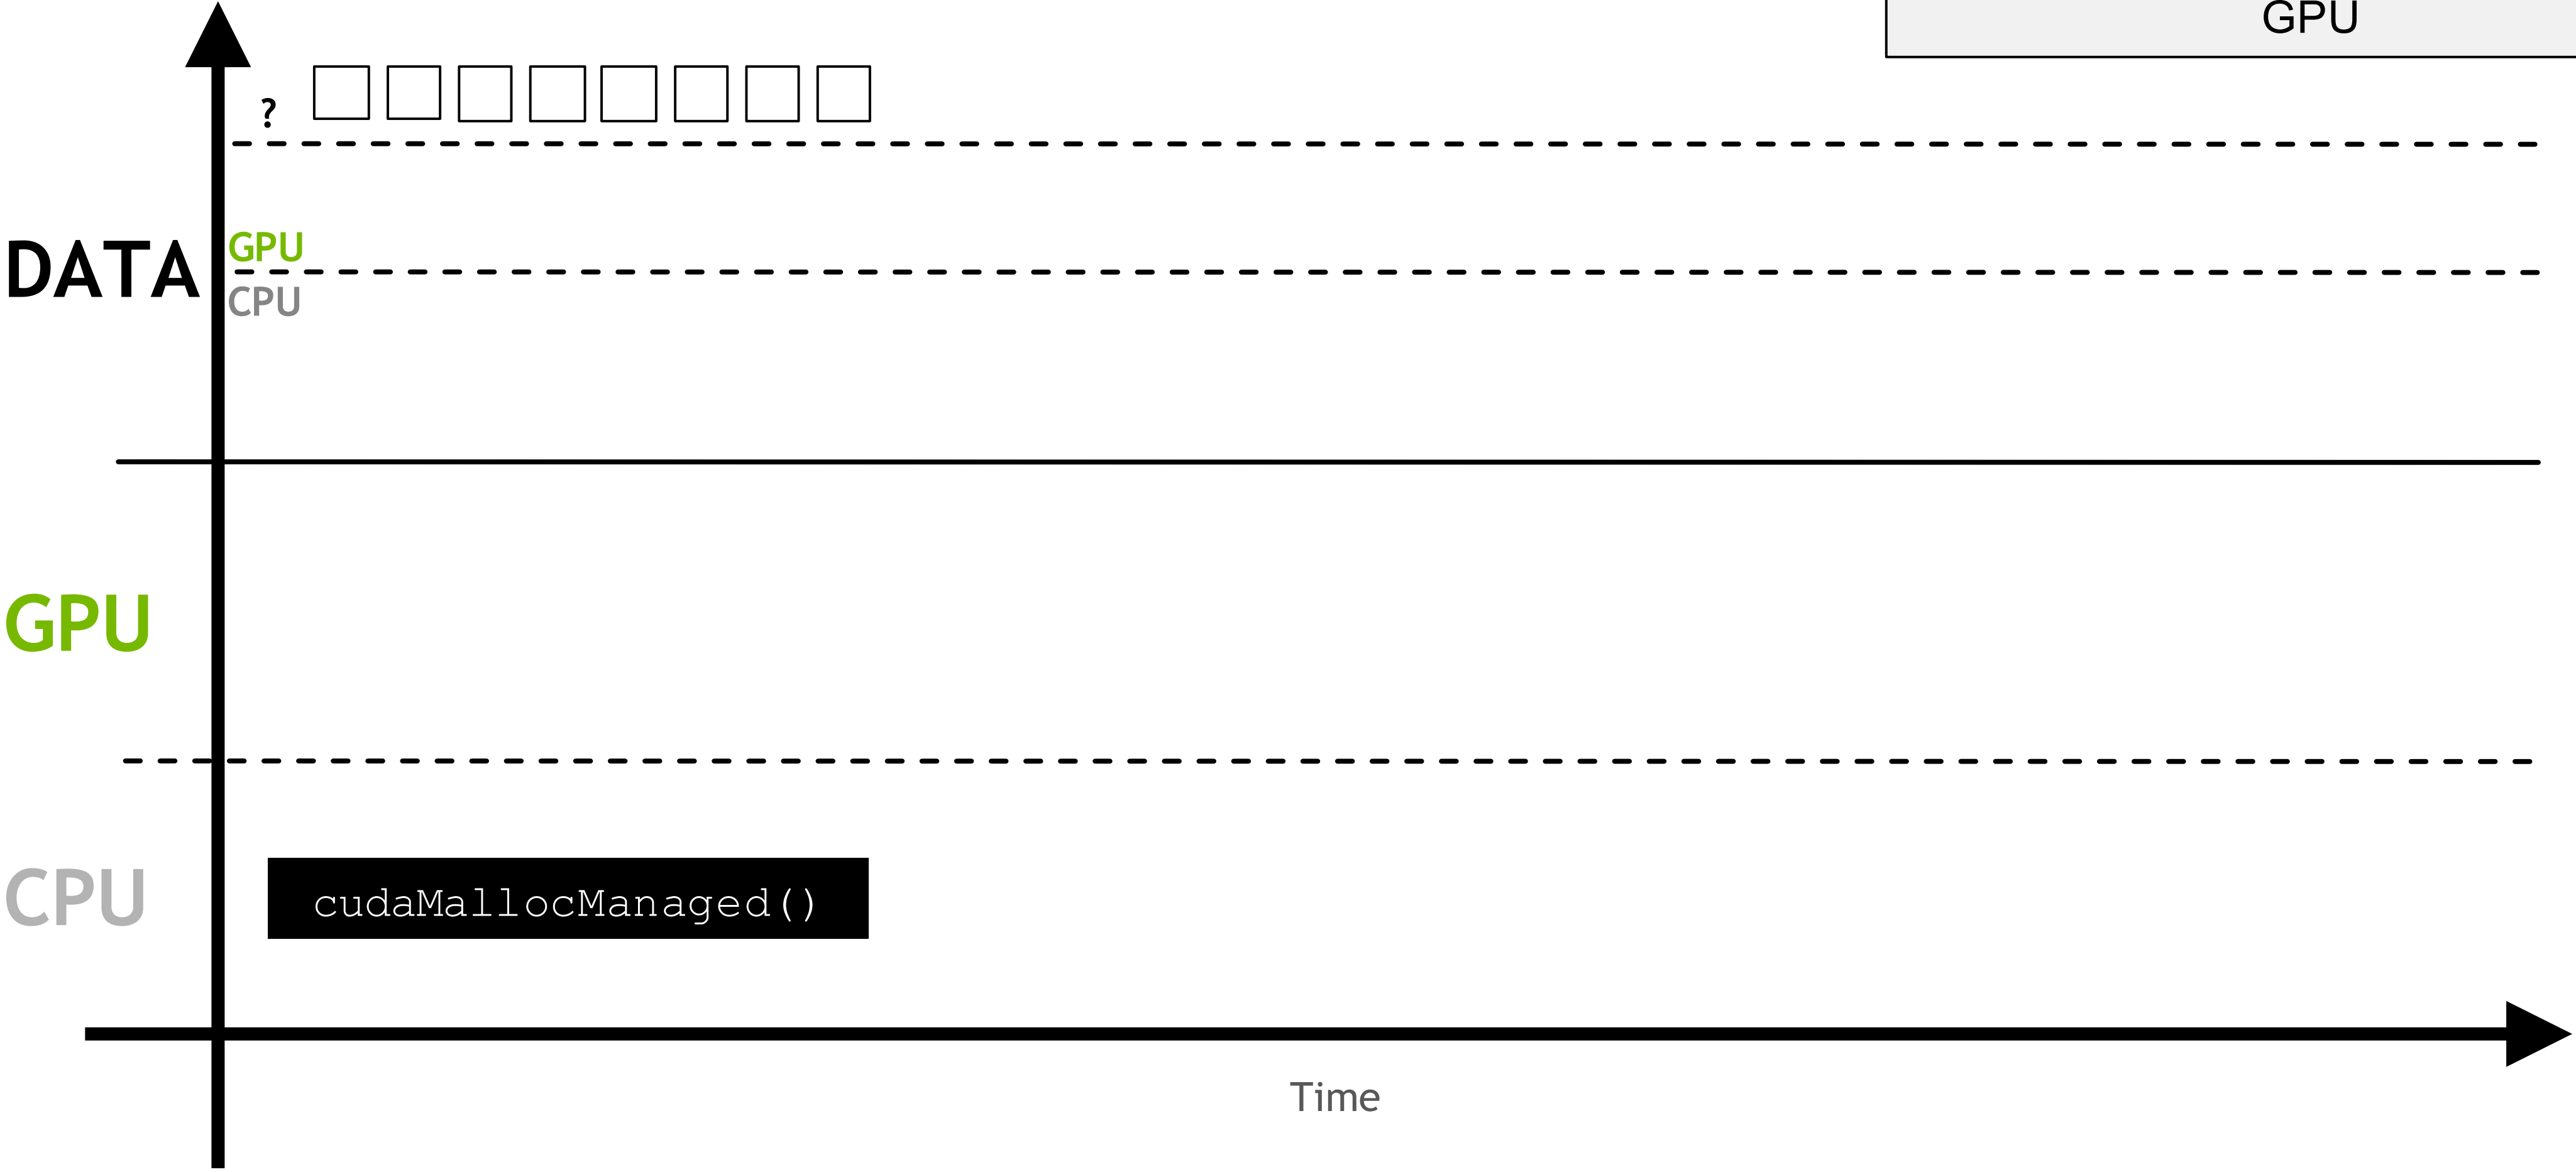 GPU
?
GPU
DATA
CPU
GPU
CPU
cudaMallocManaged()
Time